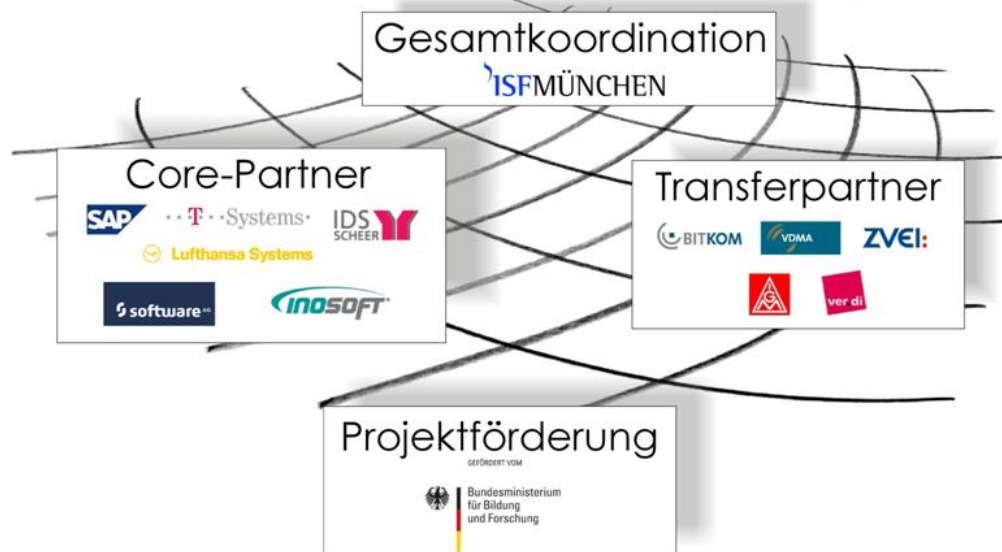 Gesamtkoordination
ISFMÜNCHEN
Core-Partner
SAP
··T··Systems·
IDS
SCHEER
Lufthansa Systems
software AG
INOSOFT
Transferpartner
BITKOM
VDMA
ZVEI:
IGM
ver di
Projektförderung
GEFÖRDERT VOM
Bundesministerium
für Bildung
und Forschung